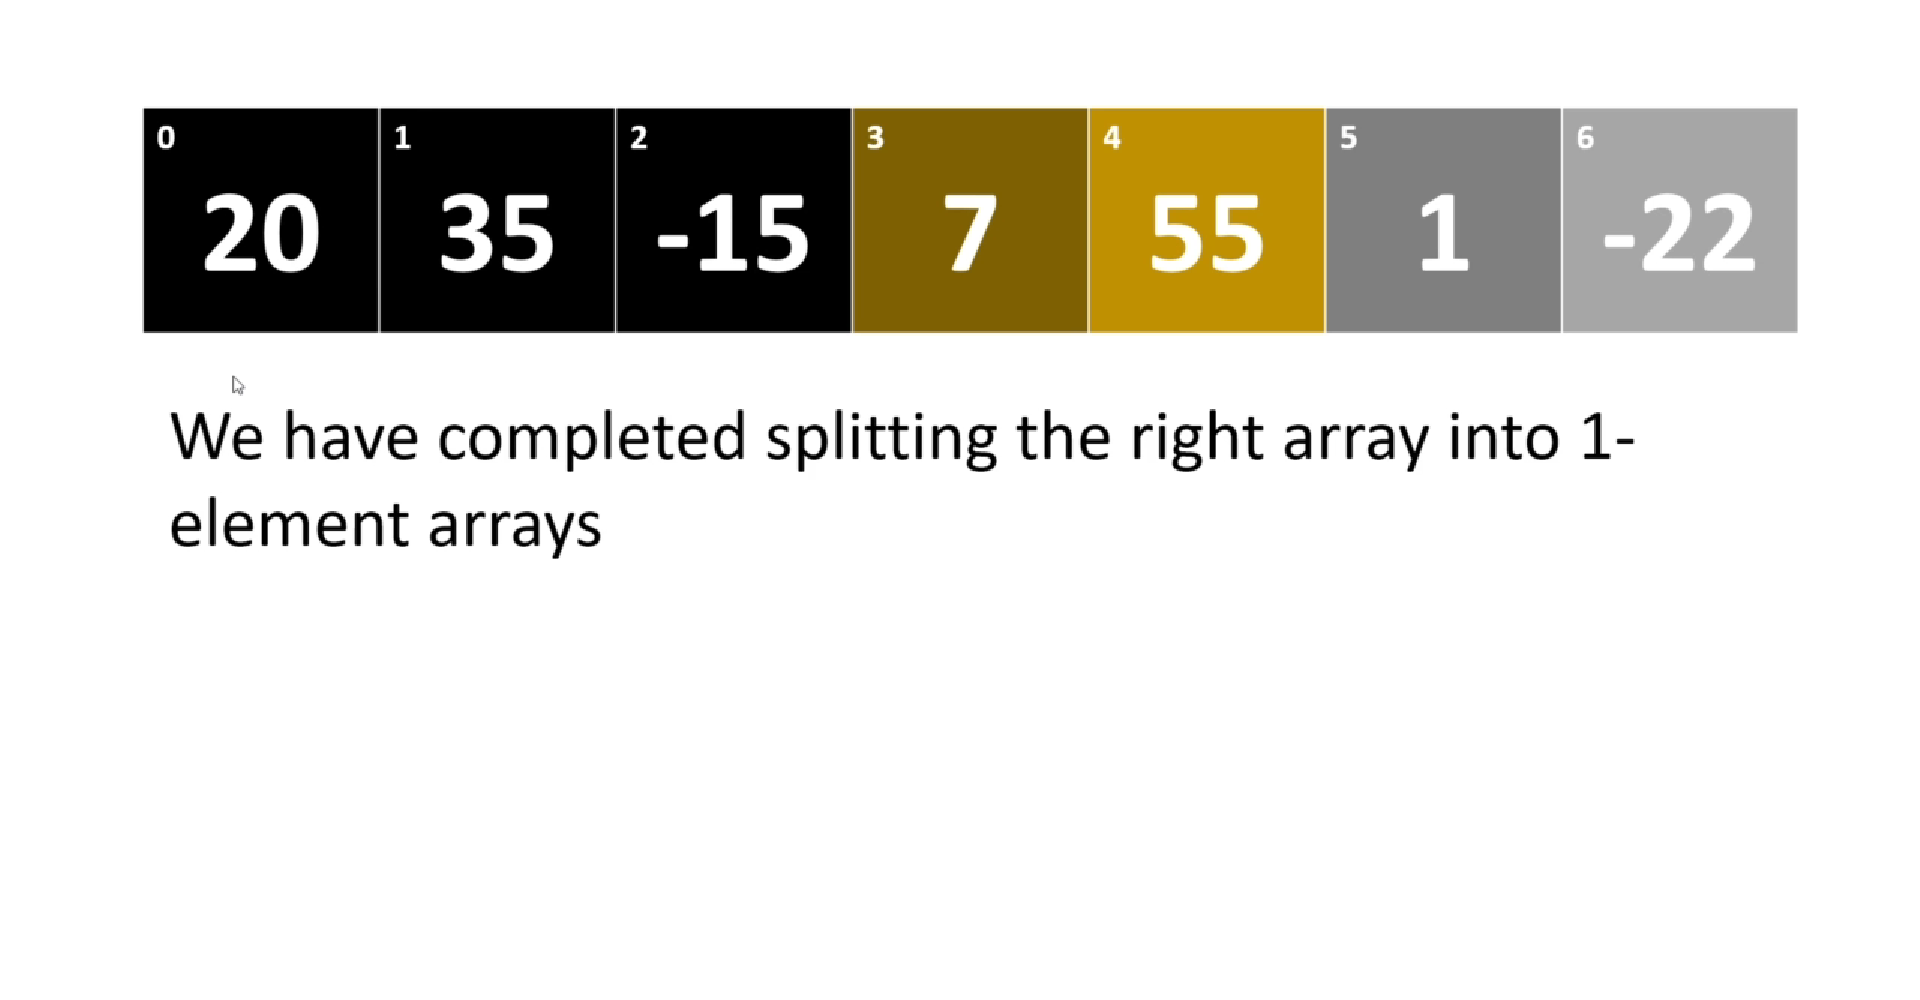 0 1 2 3 4 5 6
20 35 -15 7 55 1 -22
We have completed splitting the right array into 1-
element arrays